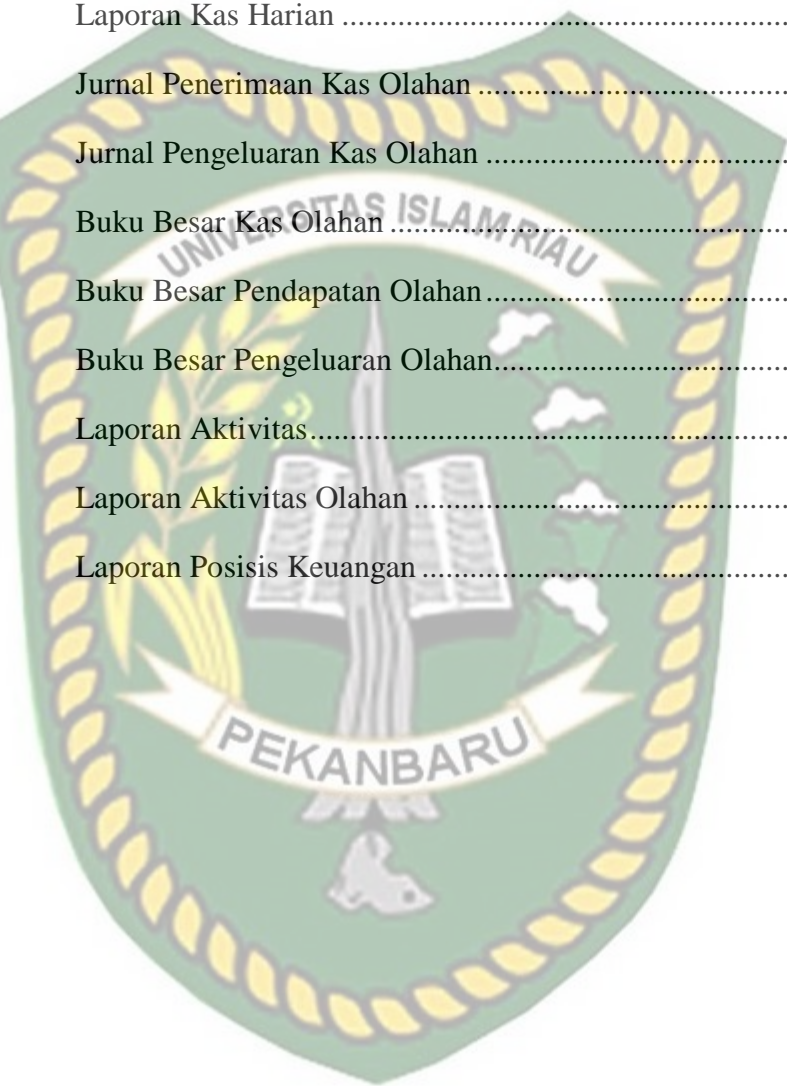 Laporan Kas Harian ........................................................
Jurnal Penerimaan Kas Olahan .......................................
Jurnal Pengeluaran Kas Olahan ......................................
UNIVERSITAS ISLAM RIAU
Buku Besar Kas Olahan ..................................................
Buku Besar Pendapatan Olahan ......................................
Buku Besar Pengeluaran Olahan.....................................
Laporan Aktivitas............................................................
Laporan Aktivitas Olahan ...............................................
Laporan Posisis Keuangan ..............................................
PEKANBARU